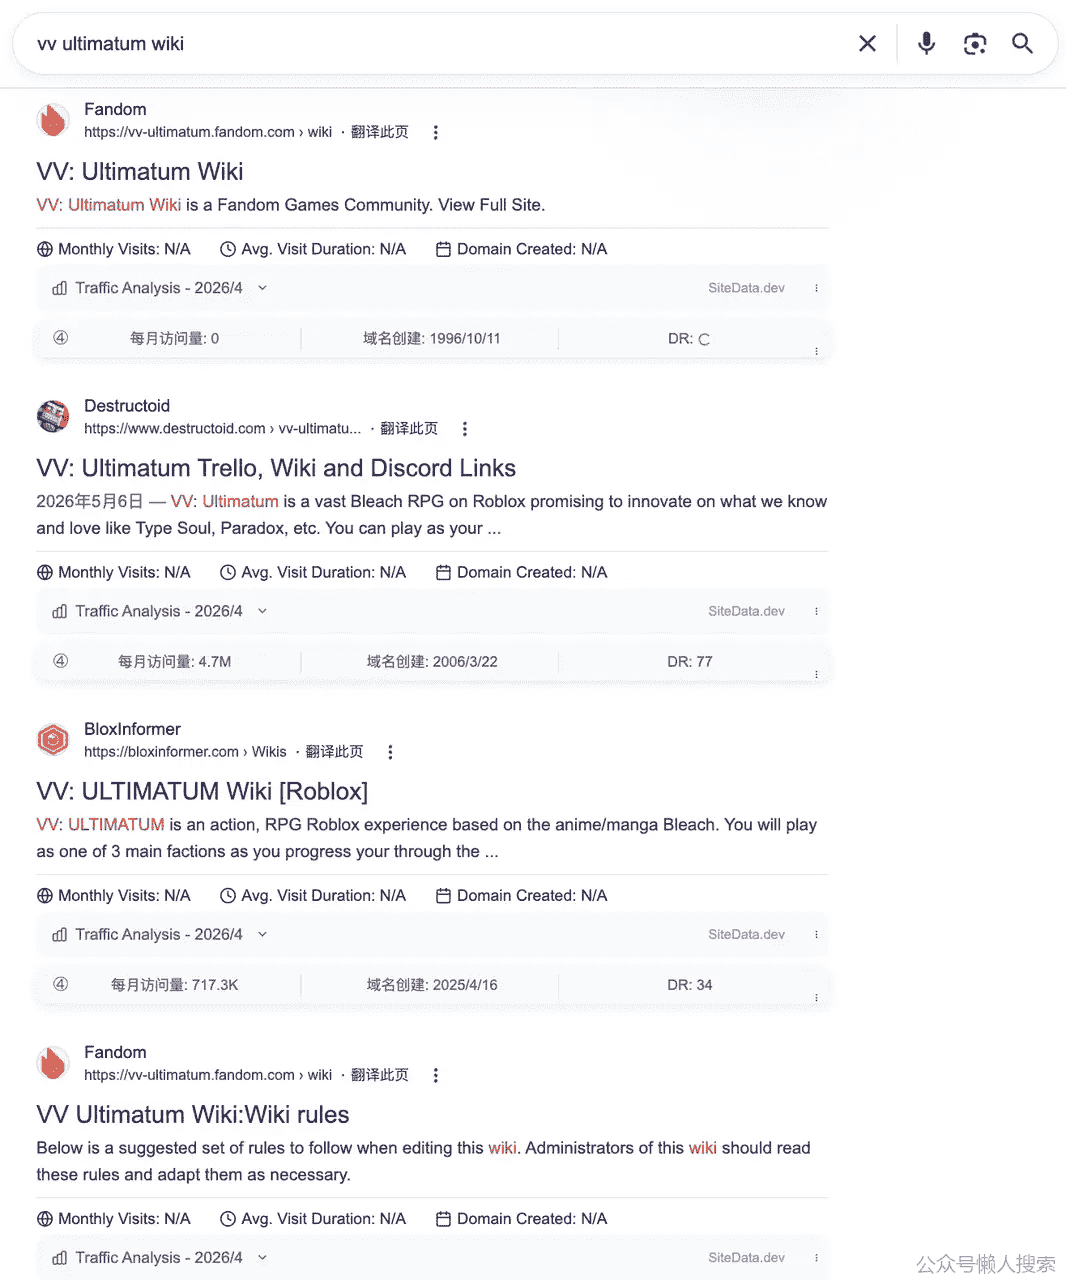 vv ultimatum wiki
Fandom
https://vv-ultimatum.fandom.com › wiki · 翻译此页
VV: Ultimatum Wiki
VV: Ultimatum Wiki is a Fandom Games Community. View Full Site.
Monthly Visits: N/A Avg. Visit Duration: N/A Domain Created: N/A
Traffic Analysis - 2026/4 SiteData.dev
④ 每月访问量: 0 域名创建: 1996/10/11 DR:
Destructoid
https://www.destructoid.com › vv-ultimatu... · 翻译此页
VV: Ultimatum Trello, Wiki and Discord Links
2026年5月6日 — VV: Ultimatum is a vast Bleach RPG on Roblox promising to innovate on what we know
and love like Type Soul, Paradox, etc. You can play as your ...
Monthly Visits: N/A Avg. Visit Duration: N/A Domain Created: N/A
Traffic Analysis - 2026/4 SiteData.dev
④ 每月访问量: 4.7M 域名创建: 2006/3/22 DR: 77
BloxInformer
https://bloxinformer.com › Wikis · 翻译此页
VV: ULTIMATUM Wiki [Roblox]
VV: ULTIMATUM is an action, RPG Roblox experience based on the anime/manga Bleach. You will play
as one of 3 main factions as you progress your through the ...
Monthly Visits: N/A Avg. Visit Duration: N/A Domain Created: N/A
Traffic Analysis - 2026/4 SiteData.dev
④ 每月访问量: 717.3K 域名创建: 2025/4/16 DR: 34
Fandom
https://vv-ultimatum.fandom.com › wiki · 翻译此页
VV Ultimatum Wiki:Wiki rules
Below is a suggested set of rules to follow when editing this wiki. Administrators of this wiki should read
these rules and adapt them as necessary.
Monthly Visits: N/A Avg. Visit Duration: N/A Domain Created: N/A
Traffic Analysis - 2026/4 SiteData.dev
公众号懒人搜索